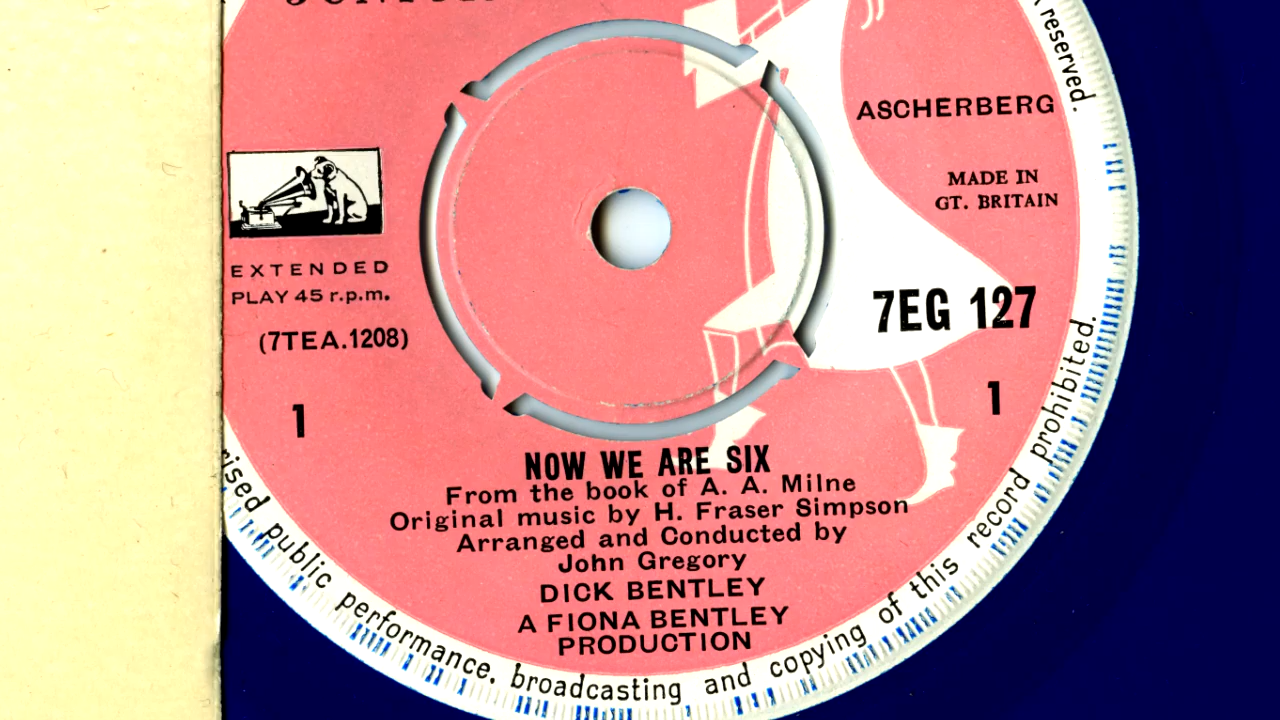 reserved.
ASCHERBERG
MADE IN
GT. BRITAIN
EXTENDED
PLAY 45 r.p.m.
(7TEA.1208)
7EG 127
1
1
NOW WE ARE SIX
From the book of A. A. Milne
Original music by H. Fraser Simpson
Arranged and Conducted by
John Gregory
DICK BENTLEY
A FIONA BENTLEY
PRODUCTION
public performance, broadcasting and copying of this record prohibited.